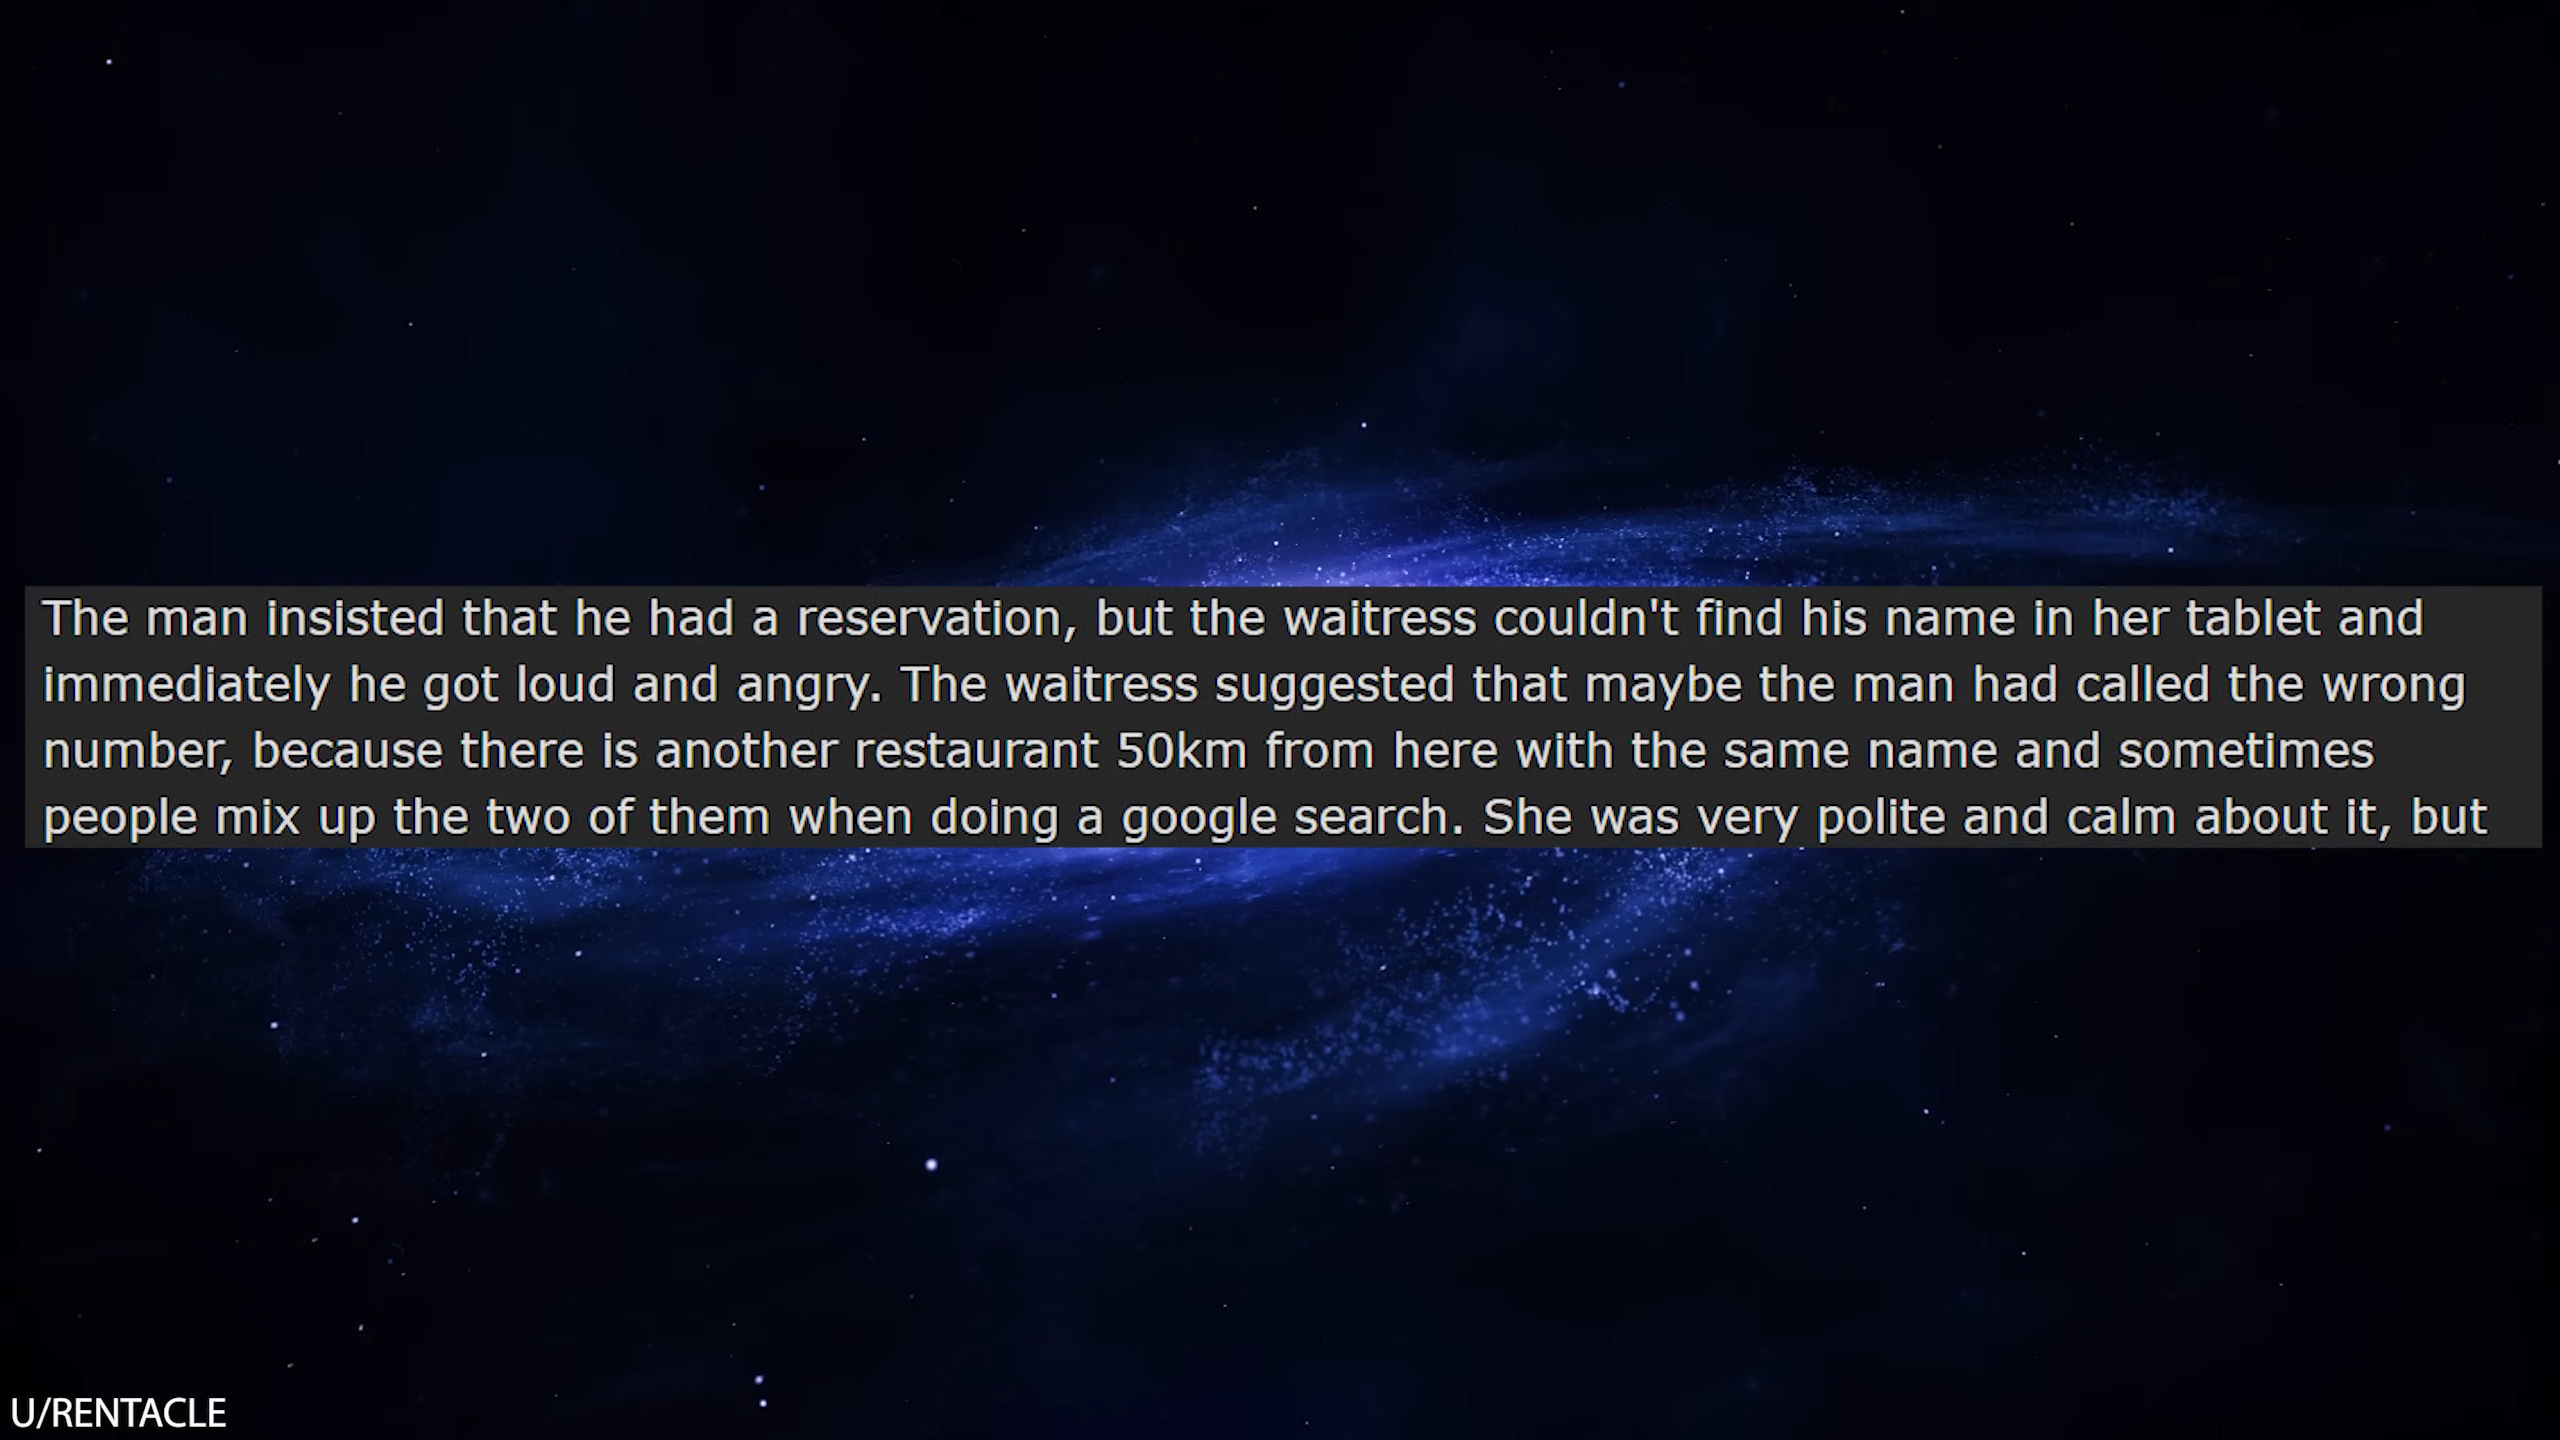 The man insisted that he had a reservation, but the waitress couldn't find his name in her tablet and
immediately he got loud and angry. The waitress suggested that maybe the man had called the wrong
number, because there is another restaurant 50km from here with the same name and sometimes
people mix up the two of them when doing a google search. She was very polite and calm about it, but
U/RENTACLE